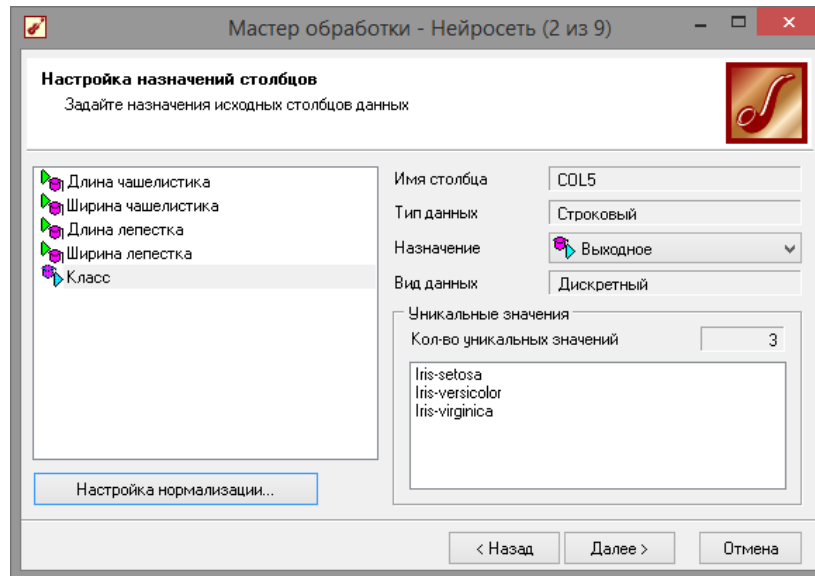 Мастер обработки - Нейросеть (2 из 9)
Настройка назначений столбцов
Задайте назначения исходных столбцов данных
Длина чашелистика
Ширина чашелистика
Длина лепестка
Ширина лепестка
Класс
Настройка нормализации...
Имя столбца COL5
Тип данных Строковый
Назначение Выходное
Вид данных Дискретный
Уникальные значения
Кол-во уникальных значений 3
Iris-setosa
Iris-versicolor
Iris-virginica
< Назад Далее > Отмена